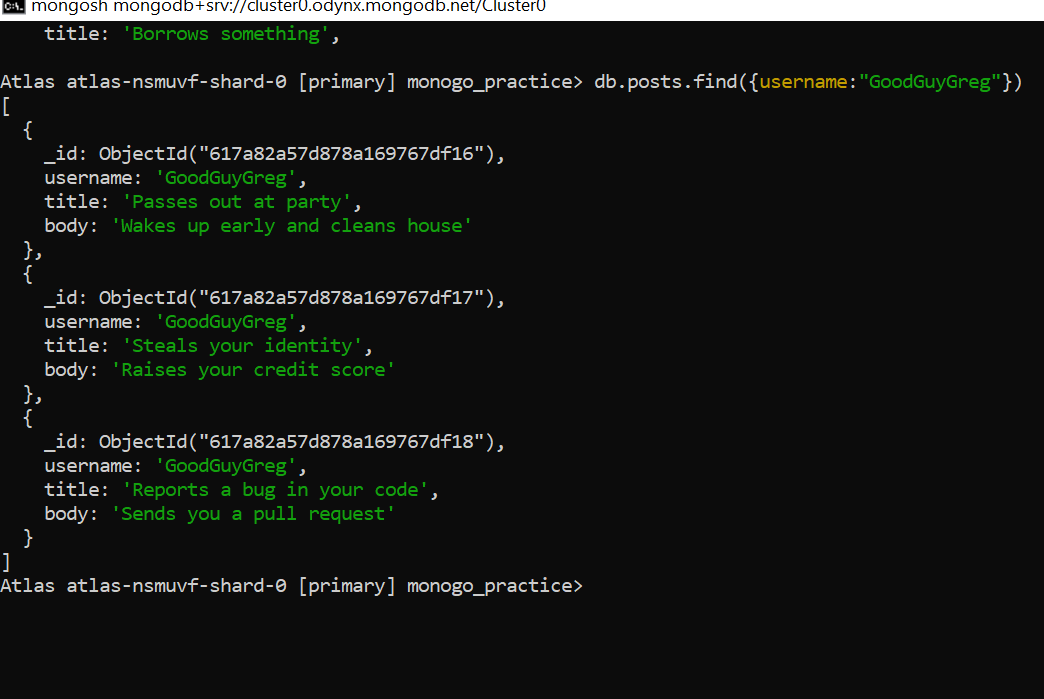 mongosh mongodb+srv://cluster0.odynx.mongodb.net/Cluster0
    title: 'Borrows something',
Atlas atlas-nsmuvf-shard-0 [primary] monogo_practice> db.posts.find({username:"GoodGuyGreg"})
[
  {
    _id: ObjectId("617a82a57d878a169767df16"),
    username: 'GoodGuyGreg',
    title: 'Passes out at party',
    body: 'Wakes up early and cleans house'
  },
  {
    _id: ObjectId("617a82a57d878a169767df17"),
    username: 'GoodGuyGreg',
    title: 'Steals your identity',
    body: 'Raises your credit score'
  },
  {
    _id: ObjectId("617a82a57d878a169767df18"),
    username: 'GoodGuyGreg',
    title: 'Reports a bug in your code',
    body: 'Sends you a pull request'
  }
]
Atlas atlas-nsmuvf-shard-0 [primary] monogo_practice>